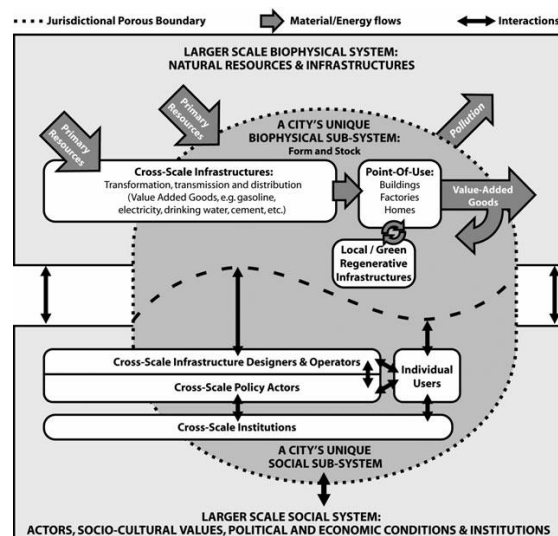 Jurisdictional Porous Boundary
Material/Energy flows
Interactions
LARGER SCALE BIOPHYSICAL SYSTEM:
NATURAL RESOURCES & INFRASTRUCTURES
Primary
Resources
Primary
Resources
A CITY'S UNIQUE
BIOPHYSICAL SUB-SYSTEM:
Form and Stock
Pollution
Cross-Scale Infrastructures:
Transformation, transmission and distribution
(Value Added Goods, e.g. gasoline,
electricity, drinking water, cement, etc.)
Point-Of-Use:
Buildings
Factories
Homes
Value-Added
Goods
Local / Green
Regenerative
Infrastructures
Cross-Scale Infrastructure Designers & Operators
Cross-Scale Policy Actors
Individual
Users
Cross-Scale Institutions
A CITY'S UNIQUE
SOCIAL SUB-SYSTEM
LARGER SCALE SOCIAL SYSTEM:
ACTORS, SOCIO-CULTURAL VALUES, POLITICAL AND ECONOMIC CONDITIONS & INSTITUTIONS